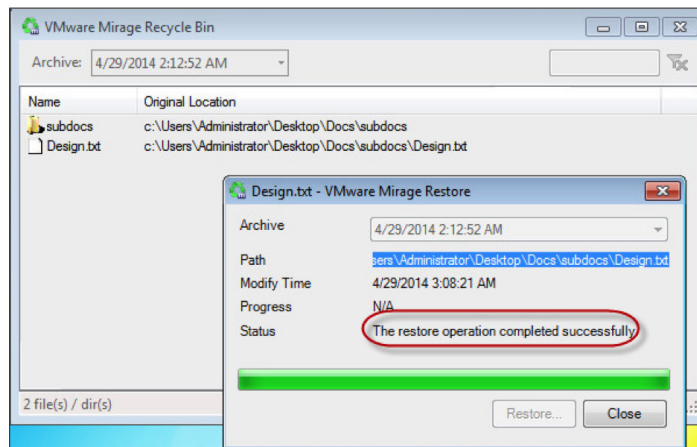 VMware Mirage Recycle Bin
Archive: 4/29/2014 2:12:52 AM
Name Original Location
subdocs c:\Users\Administrator\Desktop\Docs\subdocs
Design.txt c:\Users\Administrator\Desktop\Docs\subdocs\Design.txt
Design.txt - VMware Mirage Restore
Archive 4/29/2014 2:12:52 AM
Path sers\Administrator\Desktop\Docs\subdocs\Design.txt
Modify Time 4/29/2014 3:08:21 AM
Progress N/A
Status The restore operation completed successfully
2 file(s) / dir(s)
Restore... Close